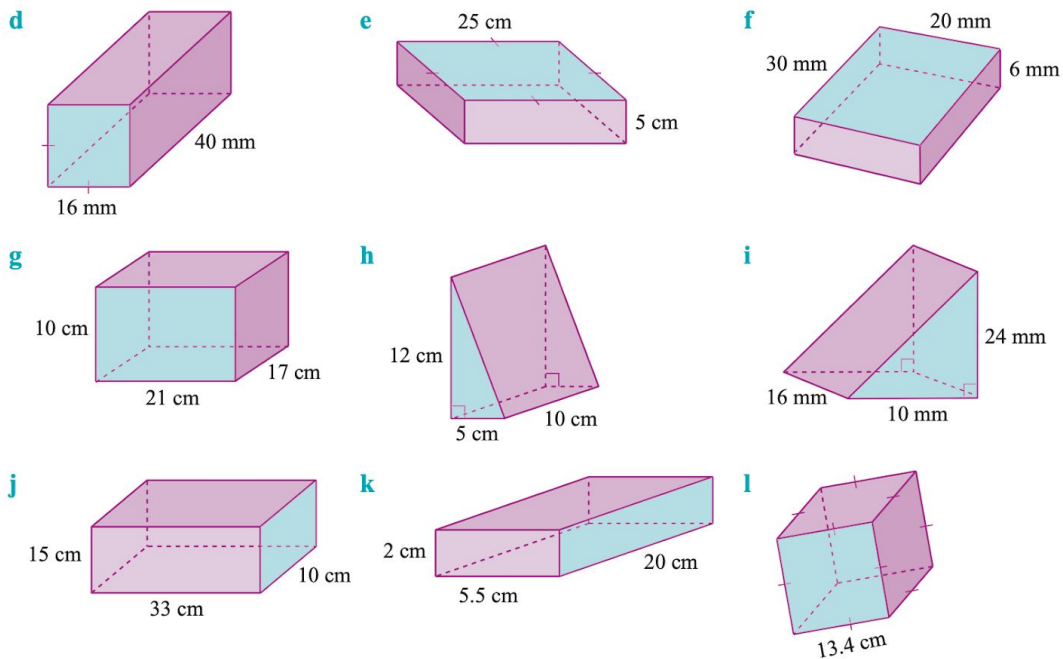 d
40 mm
16 mm
e
25 cm
5 cm
f
20 mm
30 mm
6 mm
g
10 cm
17 cm
21 cm
h
12 cm
10 cm
5 cm
i
24 mm
16 mm
10 mm
j
15 cm
10 cm
33 cm
k
2 cm
20 cm
5.5 cm
l
13.4 cm